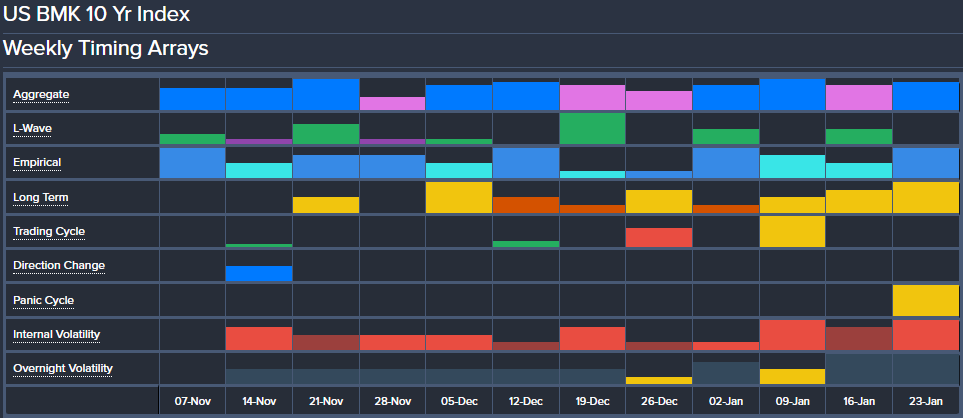 US BMK 10 Yr Index
Weekly Timing Arrays
Aggregate
L-Wave
Empirical
Long Term
Trading Cycle
Direction Change
Panic Cycle
Internal Volatility
Overnight Volatility
07-Nov 14-Nov 21-Nov 28-Nov 05-Dec 12-Dec 19-Dec 26-Dec 02-Jan 09-Jan 16-Jan 23-Jan